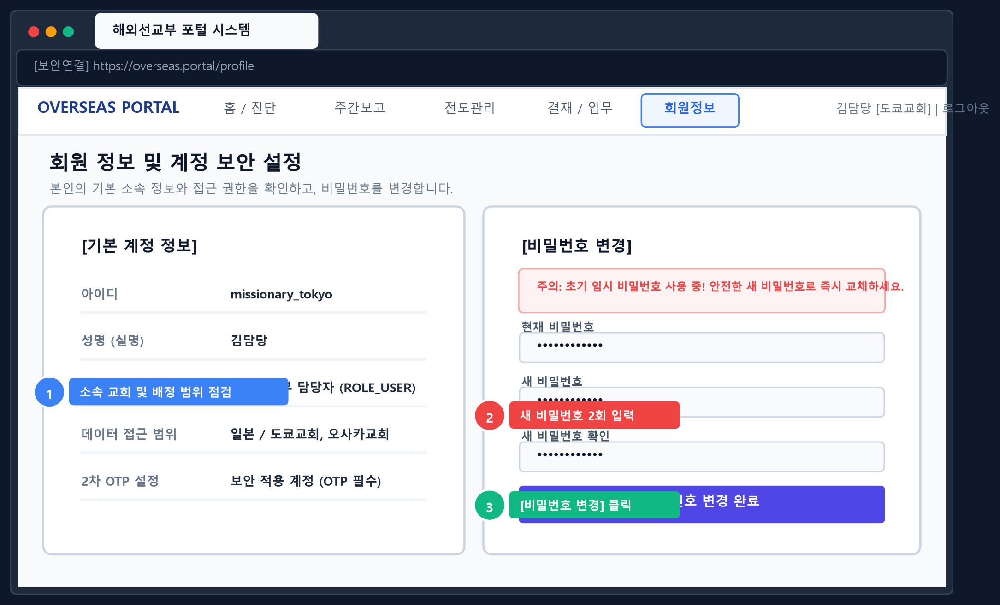 해외선교부 포털 시스템
[보안연결] https://overseas.portal/profile
OVERSEAS PORTAL 홈 / 진단 주간보고 전도관리 결재 / 업무 회원정보 김담당 [도쿄교회] | 로그아웃
회원 정보 및 계정 보안 설정
본인의 기본 소속 정보와 접근 권한을 확인하고, 비밀번호를 변경합니다.
[기본 계정 정보]
아이디 missionary_tokyo
성명 (실명) 김담당
1 소속 교회 및 배정 범위 점검 담당자 (ROLE_USER)
데이터 접근 범위 일본 / 도쿄교회, 오사카교회
2차 OTP 설정 보안 적용 계정 (OTP 필수)
[비밀번호 변경]
주의: 초기 임시 비밀번호 사용 중! 안전한 새 비밀번호로 즉시 교체하세요.
현재 비밀번호
••••••••••••
새 비밀번호
••••••••••••
2 새 비밀번호 2회 입력
새 비밀번호 확인
••••••••••••
3 [비밀번호 변경] 클릭 변경 완료